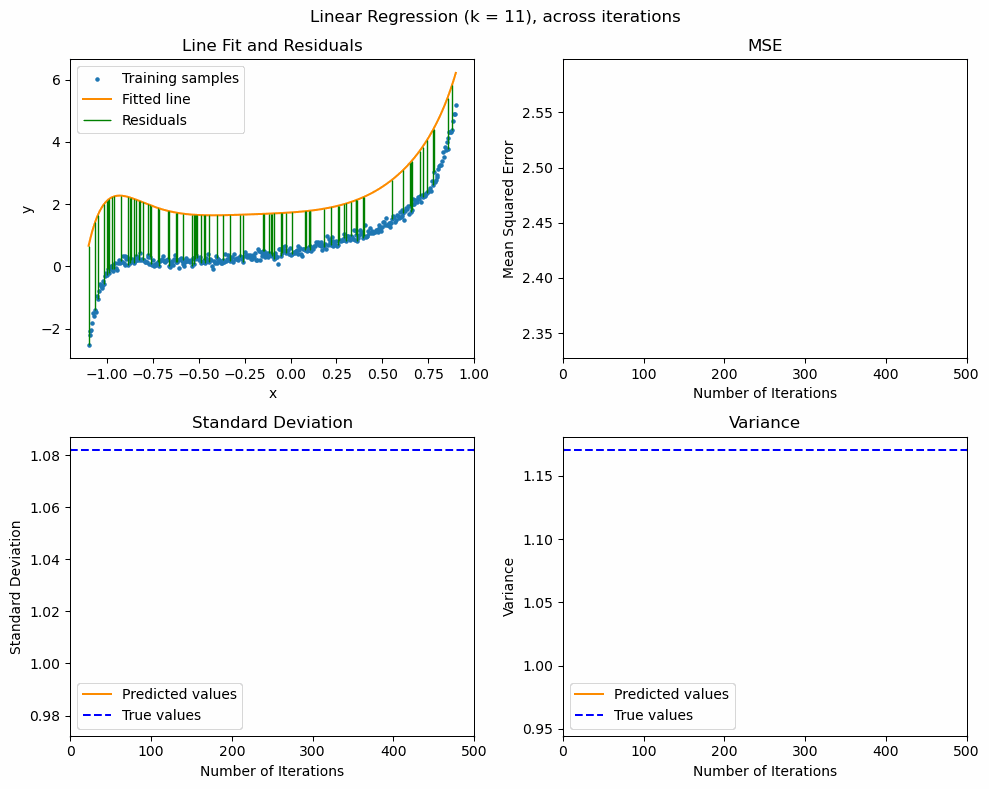 Linear Regression (k = 11), across iterations
Line Fit and Residuals
Training samples
Fitted line
Residuals
y
6
4
2
0
−2
−1.00 −0.75 −0.50 −0.25 0.00 0.25 0.50 0.75 1.00
x
MSE
Mean Squared Error
2.55
2.50
2.45
2.40
2.35
0 100 200 300 400 500
Number of Iterations
Standard Deviation
Standard Deviation
1.08
1.06
1.04
1.02
1.00
0.98
Predicted values
True values
0 100 200 300 400 500
Number of Iterations
Variance
Variance
1.15
1.10
1.05
1.00
0.95
Predicted values
True values
0 100 200 300 400 500
Number of Iterations